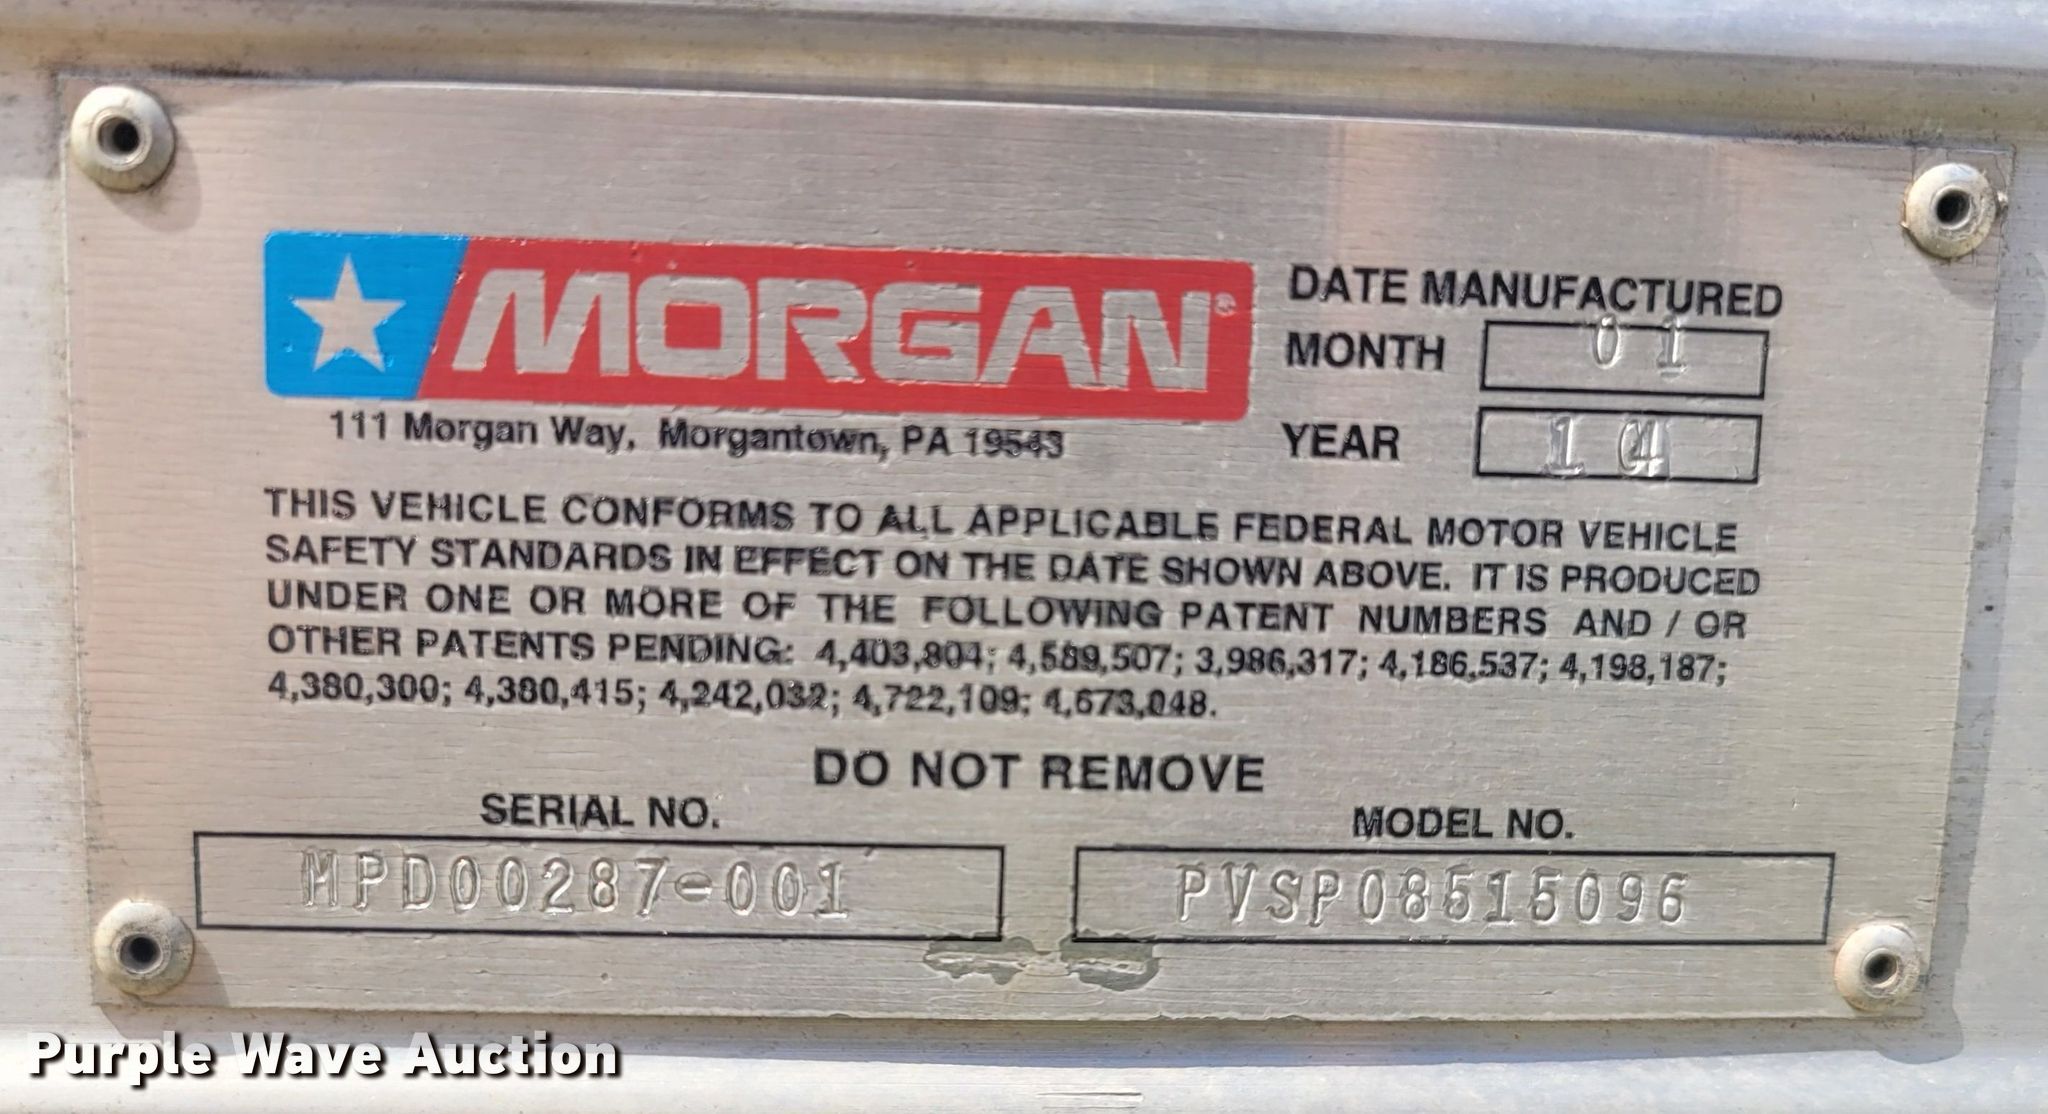 MORGAN®
111 Morgan Way, Morgantown, PA 19543
DATE MANUFACTURED
MONTH 01
YEAR 14
THIS VEHICLE CONFORMS TO ALL APPLICABLE FEDERAL MOTOR VEHICLE
SAFETY STANDARDS IN EFFECT ON THE DATE SHOWN ABOVE. IT IS PRODUCED
UNDER ONE OR MORE OF THE FOLLOWING PATENT NUMBERS AND / OR
OTHER PATENTS PENDING: 4,403,804; 4,589,507; 3,986,317; 4,186,537; 4,198,187;
4,380,300; 4,380,415; 4,242,032; 4,722,109; 4,673,048.
DO NOT REMOVE
SERIAL NO.
MPD00287-001
MODEL NO.
PVSP08515096
Purple Wave Auction